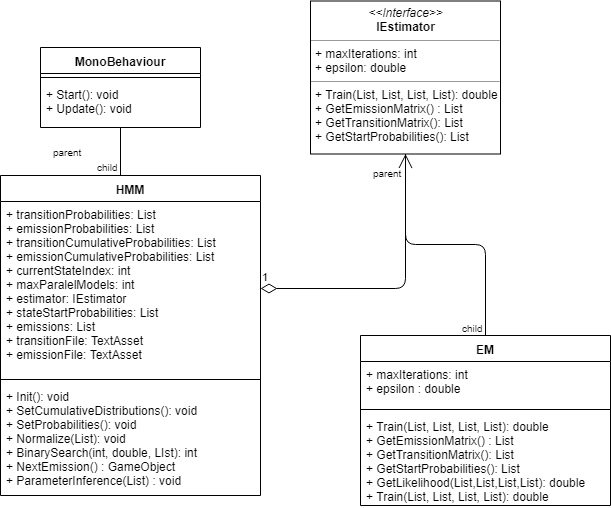 <<Interface>>
IEstimator
+ maxIterations: int
+ epsilon: double
+ Train(List, List, List, List): double
+ GetEmissionMatrix() : List
+ GetTransitionMatrix(): List
+ GetStartProbabilities(): List
MonoBehaviour
+ Start(): void
+ Update(): void
parent
child
parent
HMM
+ transitionProbabilities: List
+ emissionProbabilities: List
+ transitionCumulativeProbabilities: List
+ emissionCumulativeProbabilities: List
+ currentStateIndex: int
+ maxParalelModels: int
+ estimator: IEstimator
+ stateStartProbabilities: List
+ emissions: List
+ transitionFile: TextAsset
+ emissionFile: TextAsset
+ Init(): void
+ SetCumulativeDistributions(): void
+ SetProbabilities(): void
+ Normalize(List): void
+ BinarySearch(int, double, LIst): int
+ NextEmission() : GameObject
+ ParameterInference(List) : void
1
child
EM
+ maxIterations: int
+ epsilon : double
+ Train(List, List, List, List): double
+ GetEmissionMatrix() : List
+ GetTransitionMatrix(): List
+ GetStartProbabilities(): List
+ GetLikelihood(List,List,List,List): double
+ Train(List, List, List, List): double